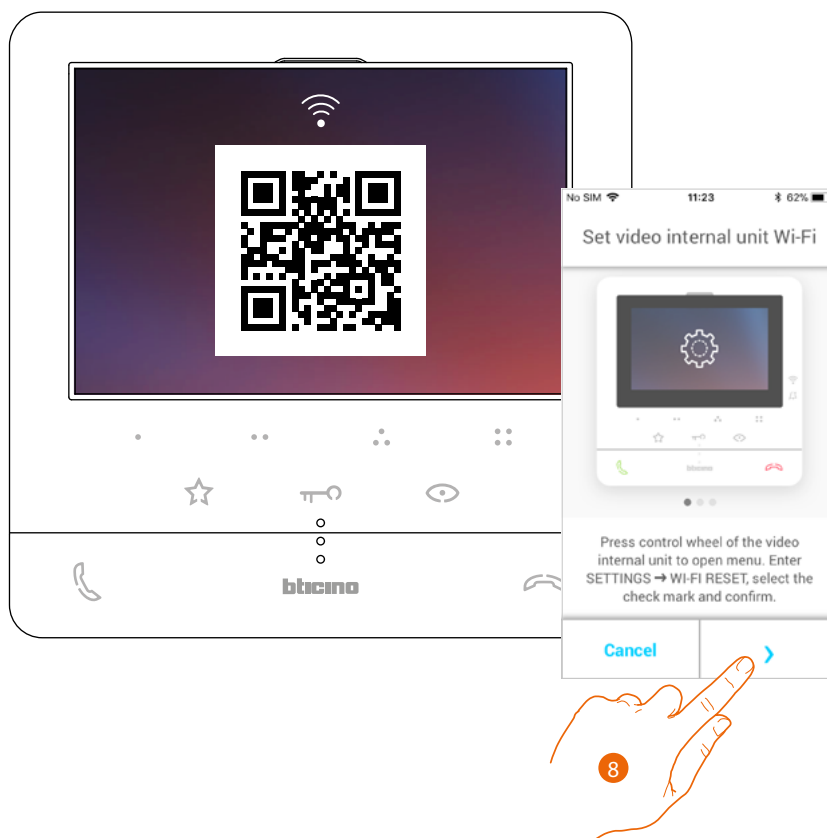 bticino
No SIM 11:23 62%
Set video internal unit Wi-Fi
bticino
Press control wheel of the video
internal unit to open menu. Enter
SETTINGS → WI-FI RESET, select the
check mark and confirm.
Cancel ❯
8